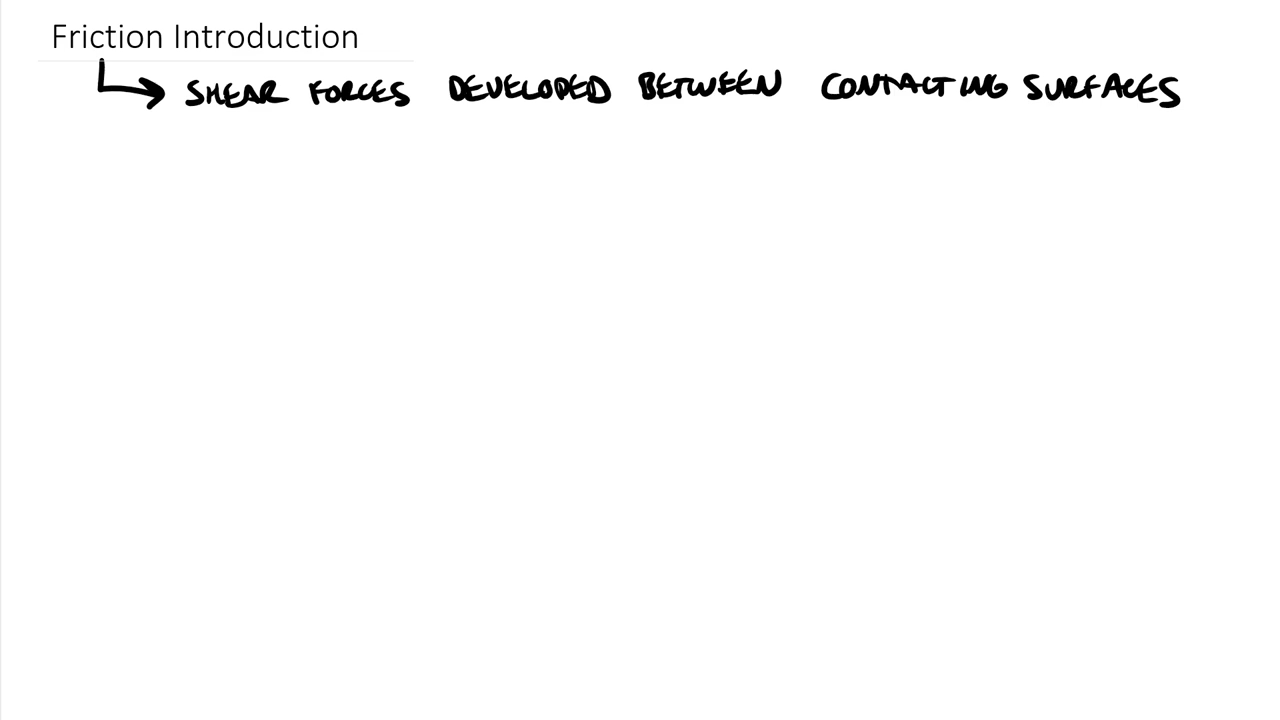 Friction Introduction
SHEAR FORCES DEVELOPED BETWEEN CONTACTING SURFACES